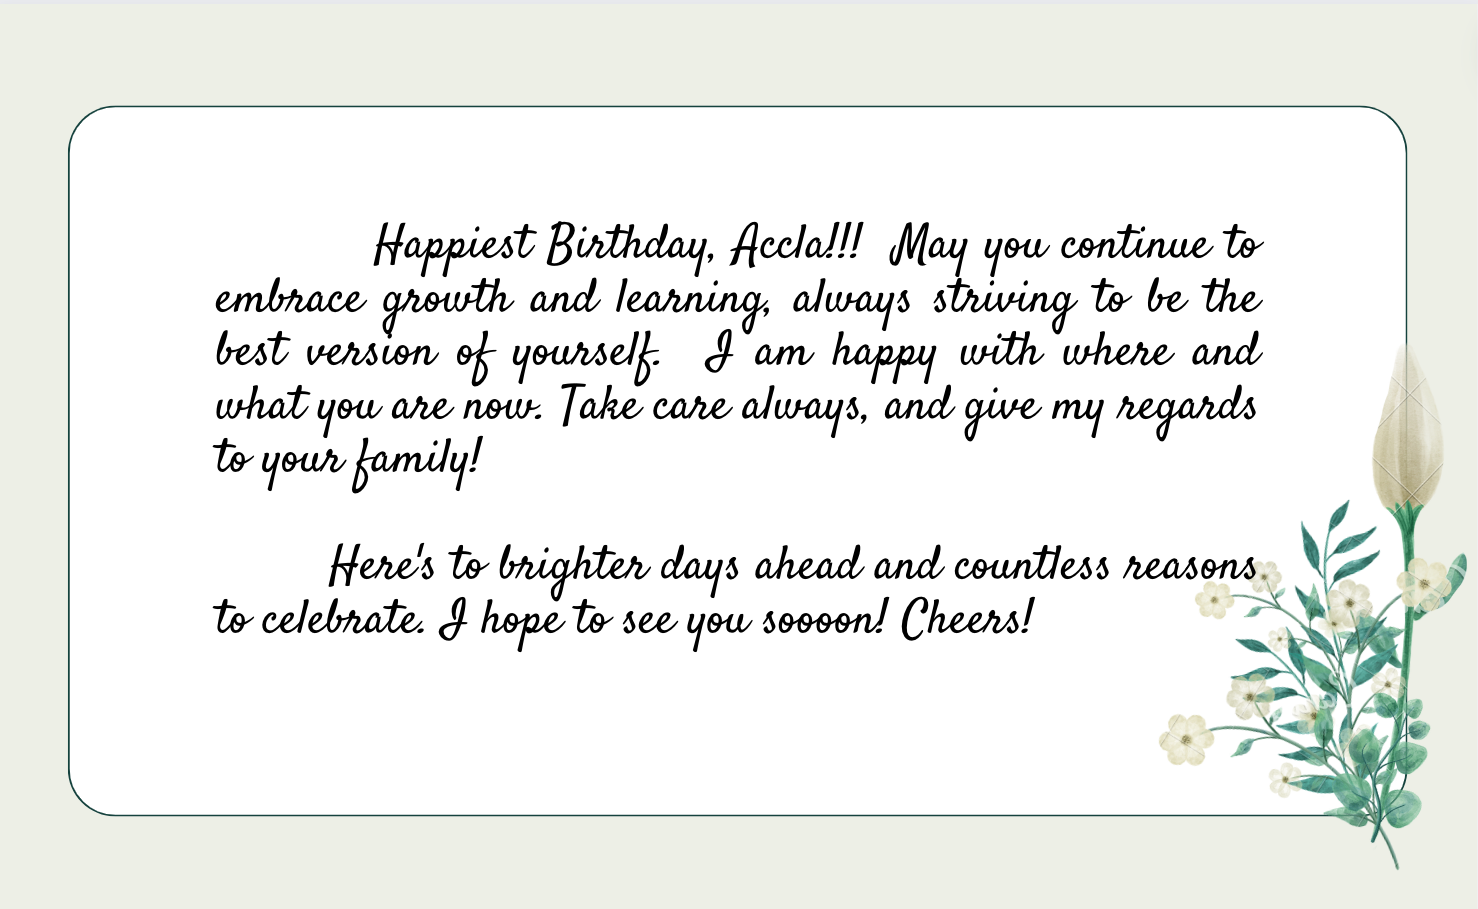 Happiest Birthday, Accla!!! May you continue to
embrace growth and learning, always striving to be the
best version of yourself. I am happy with where and
what you are now. Take care always, and give my regards
to your family!
Here's to brighter days ahead and countless reasons
to celebrate. I hope to see you soooon! Cheers!